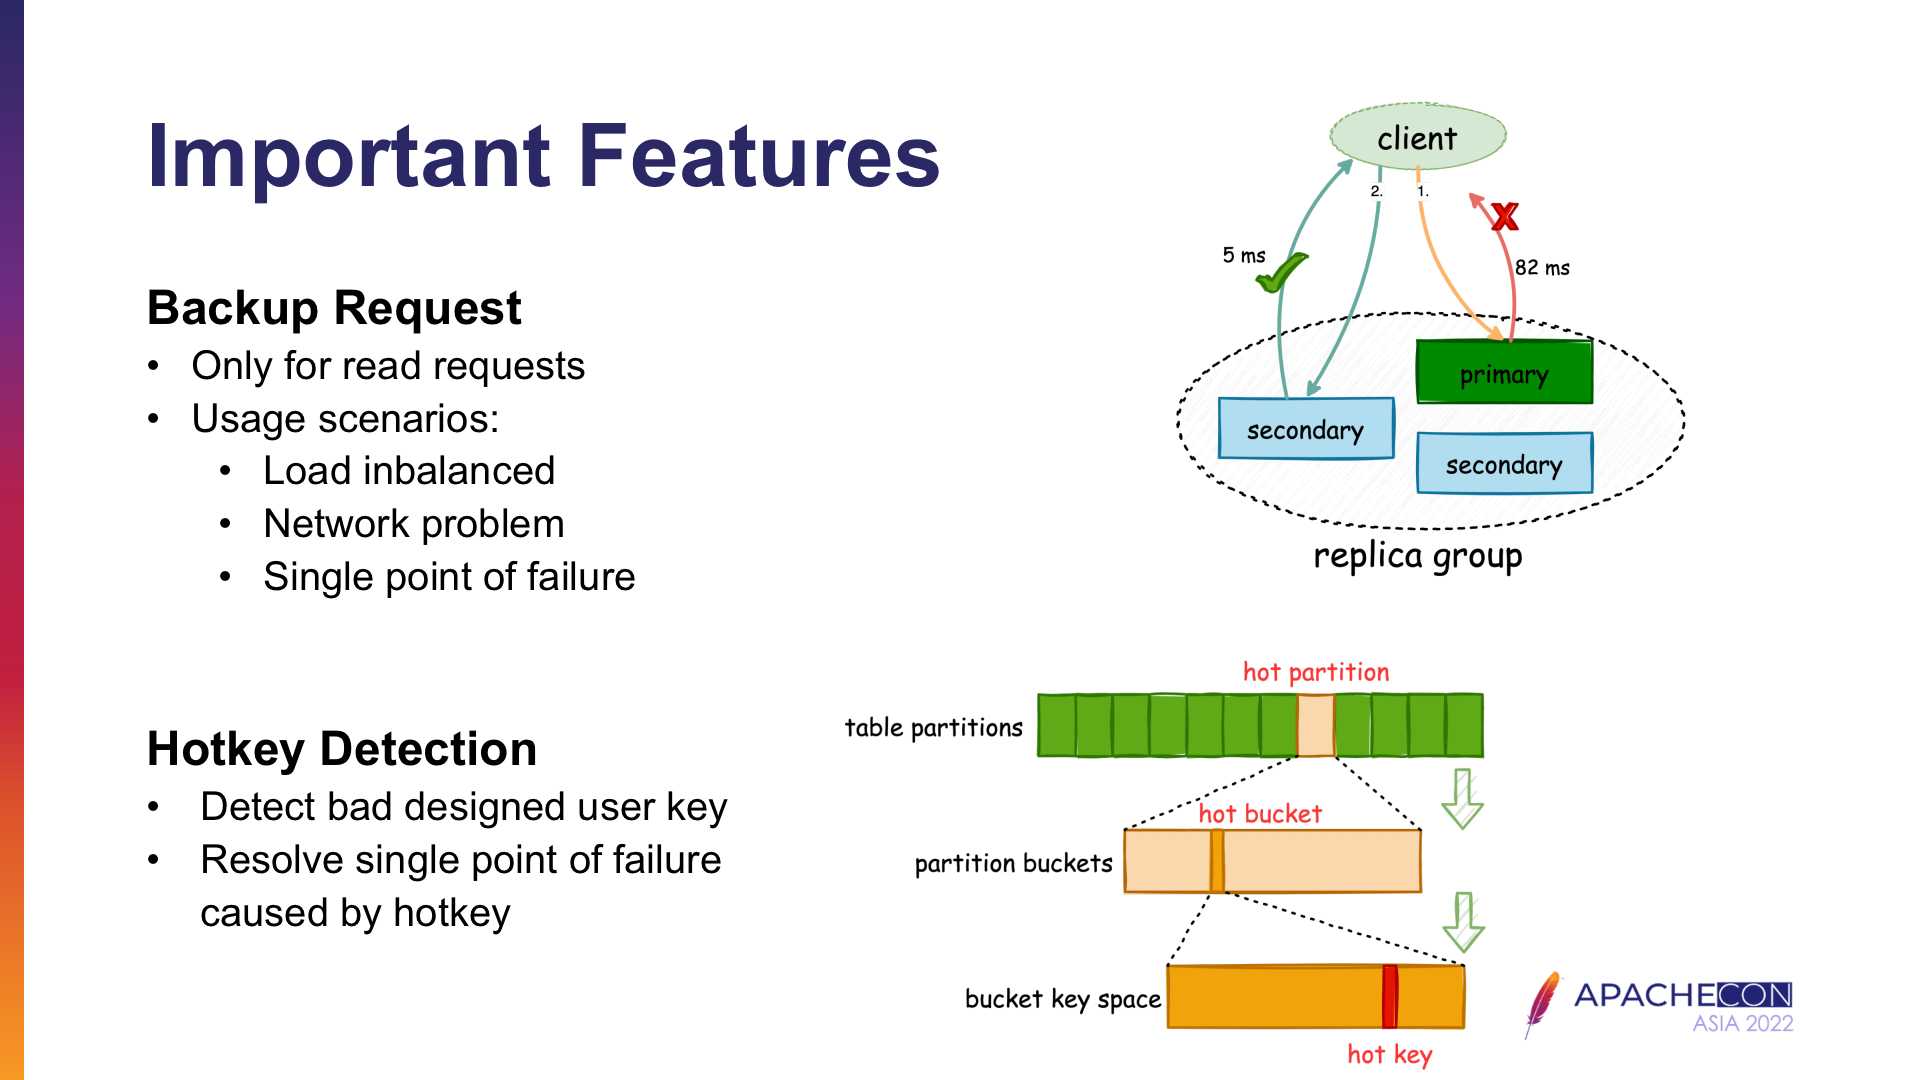 Important Features
Backup Request
• Only for read requests
• Usage scenarios:
• Load inbalanced
• Network problem
• Single point of failure
Hotkey Detection
• Detect bad designed user key
• Resolve single point of failure
caused by hotkey
client
2.
1.
5 ms
82 ms
primary
secondary
secondary
replica group
hot partition
table partitions
hot bucket
partition buckets
bucket key space
hot key
APACHECON
ASIA 2022